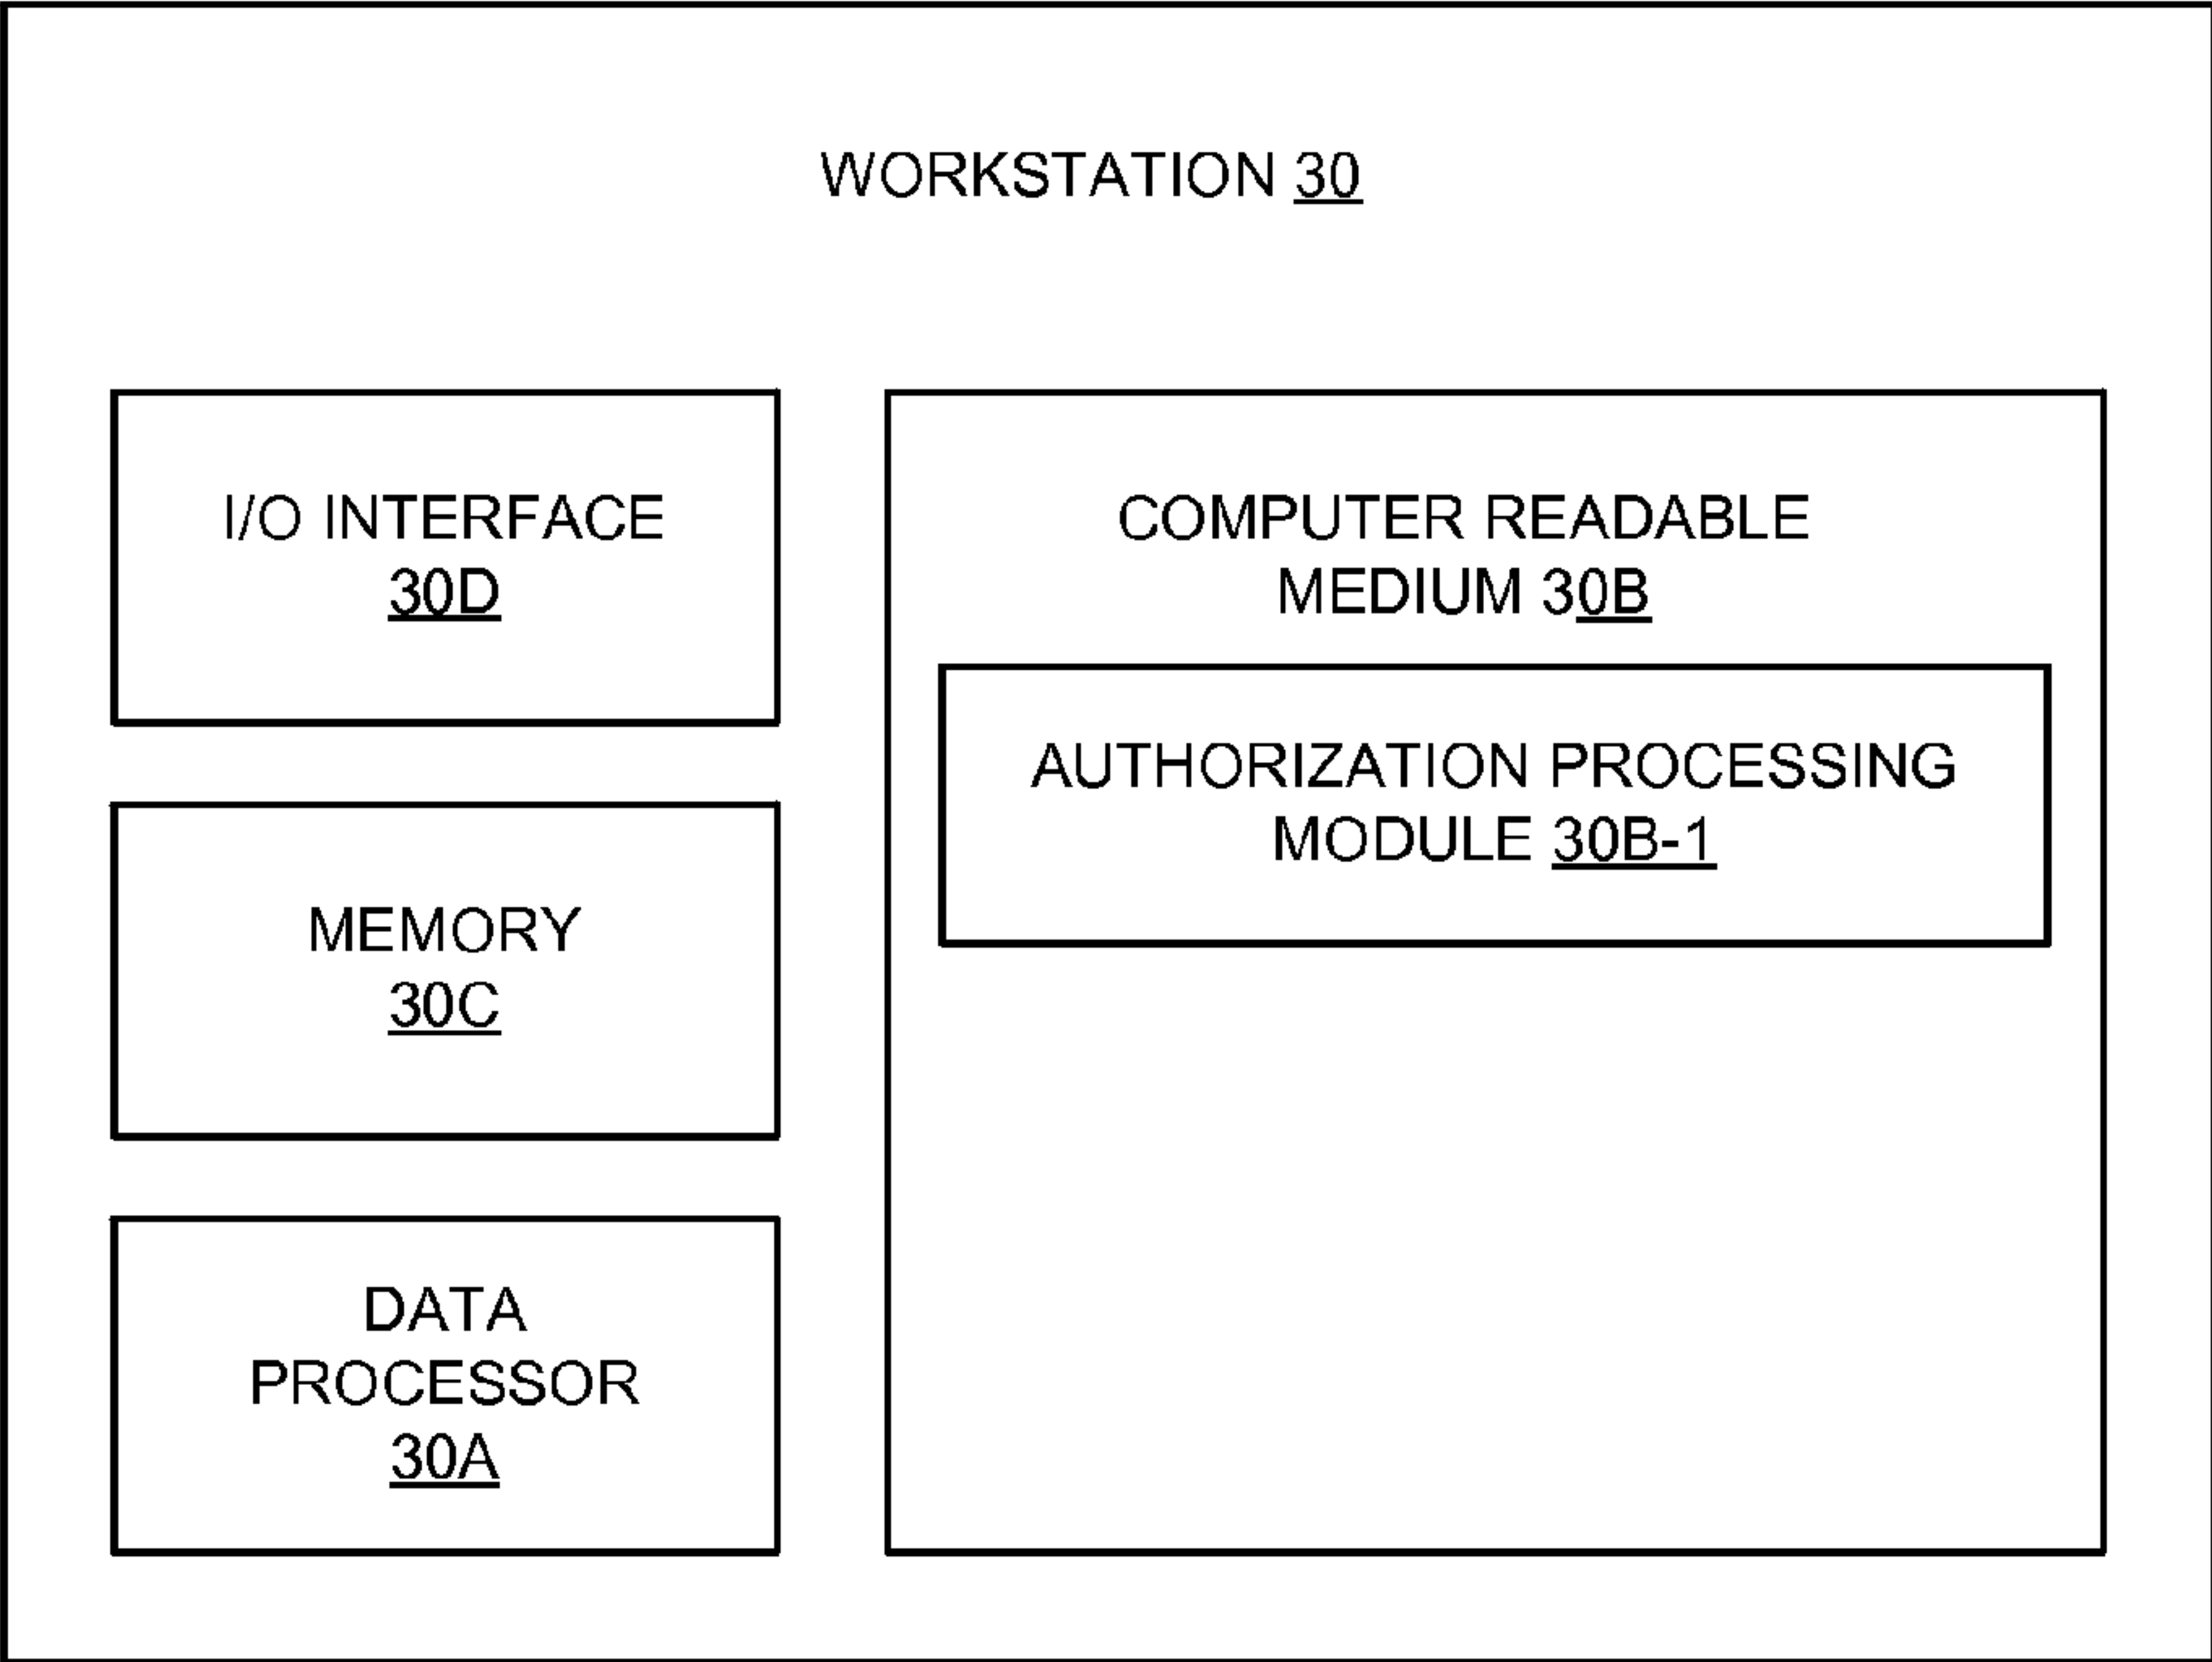 WORKSTATION 30
I/O INTERFACE
30D
MEMORY
30C
DATA
PROCESSOR
30A
COMPUTER READABLE
MEDIUM 30B
AUTHORIZATION PROCESSING
MODULE 30B-1